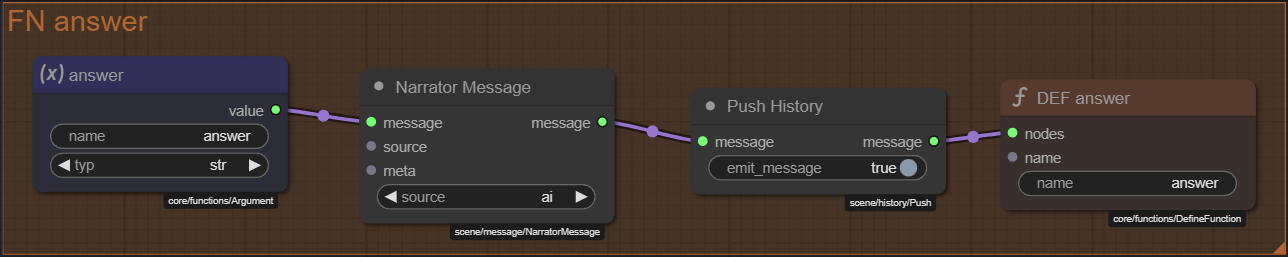 FN answer
(x) answer
value
name answer
typ str
core/functions/Argument
Narrator Message
message message
source
meta
source ai
scene/message/NarratorMessage
Push History
message message
emit_message true
scene/history/Push
DEF answer
nodes
name
name answer
core/functions/DefineFunction